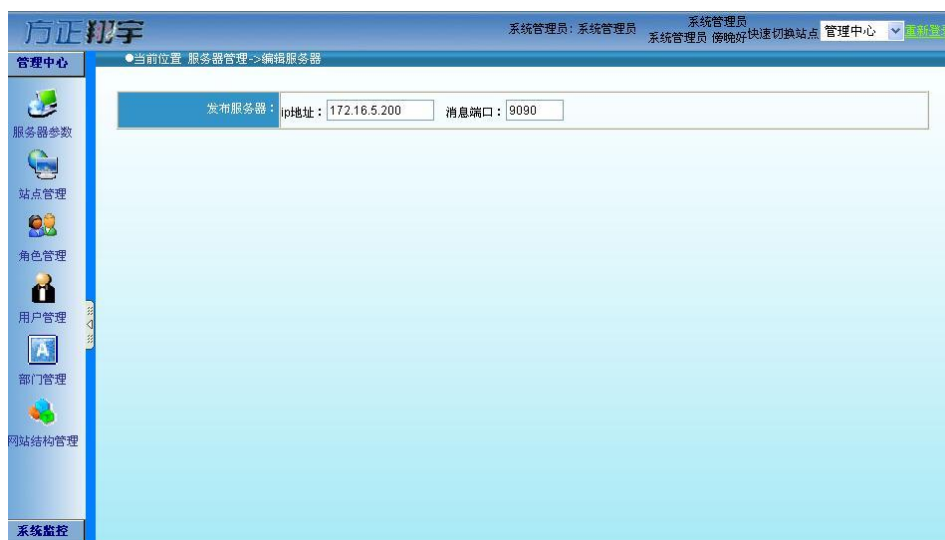 方正翔宇
系统管理员: 系统管理员
系统管理员
系统管理员 傍晚好
快速切换站点
管理中心
重新登
管理中心
●当前位置 服务器管理->编辑服务器
发布服务器： ip地址： 172.16.5.200 消息端口： 9090
服务器参数
站点管理
角色管理
用户管理
A
部门管理
网站结构管理
系统监控